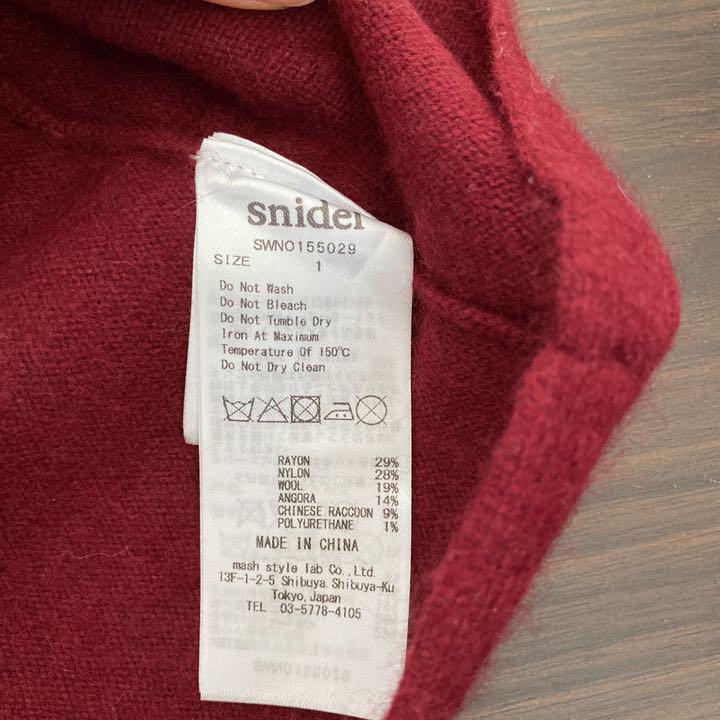 snidel
SWNO155029
SIZE 1
Do Not Wash
Do Not Bleach
Do Not Tumble Dry
Iron At Maximum
Temperature Of 150℃
Do Not Dry Clean
RAYON 29%
NYLON 28%
WOOL 19%
ANGORA 14%
CHINESE RACCOON 9%
POLYURETHANE 1%
MADE IN CHINA
mash style lab Co.,Ltd.
13F-1-2-5 Shibuya Shibuya-Ku
Tokyo,Japan
TEL 03-5778-4105